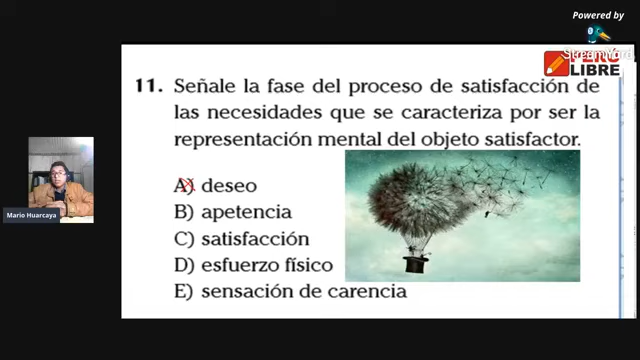 Powered by
StreamYard
PERÚ
LIBRE
11. Señale la fase del proceso de satisfacción de
las necesidades que se caracteriza por ser la
representación mental del objeto satisfactor.
A) deseo
B) apetencia
C) satisfacción
D) esfuerzo físico
E) sensación de carencia
Mario Huarcaya